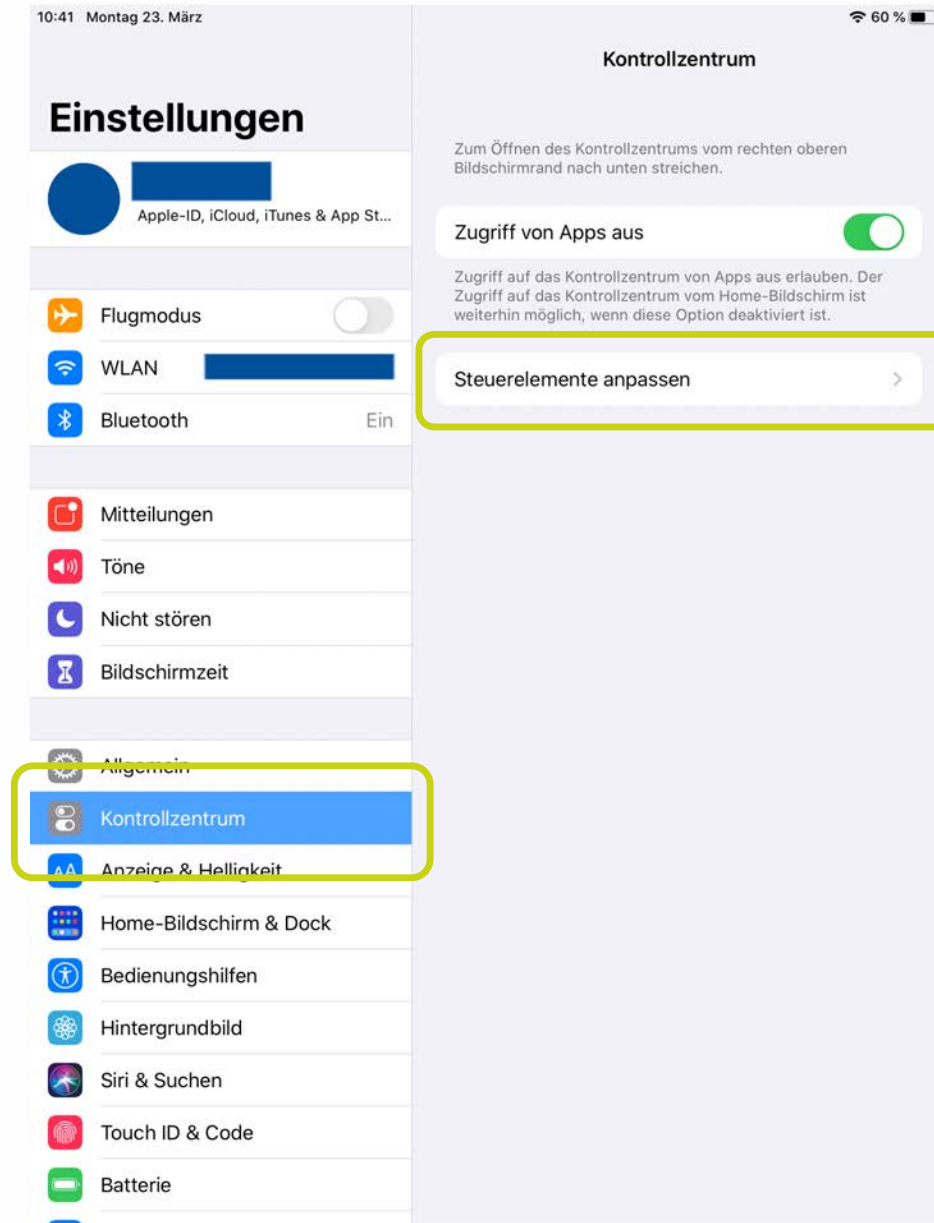 10:41 Montag 23. März
60 %
Einstellungen
Apple-ID, iCloud, iTunes & App St...
Flugmodus
WLAN
Bluetooth Ein
Mitteilungen
Töne
Nicht stören
Bildschirmzeit
Allgemein
Kontrollzentrum
Anzeige & Helligkeit
Home-Bildschirm & Dock
Bedienungshilfen
Hintergrundbild
Siri & Suchen
Touch ID & Code
Batterie
Kontrollzentrum
Zum Öffnen des Kontrollzentrums vom rechten oberen
Bildschirmrand nach unten streichen.
Zugriff von Apps aus
Zugriff auf das Kontrollzentrum von Apps aus erlauben. Der
Zugriff auf das Kontrollzentrum vom Home-Bildschirm ist
weiterhin möglich, wenn diese Option deaktiviert ist.
Steuerelemente anpassen